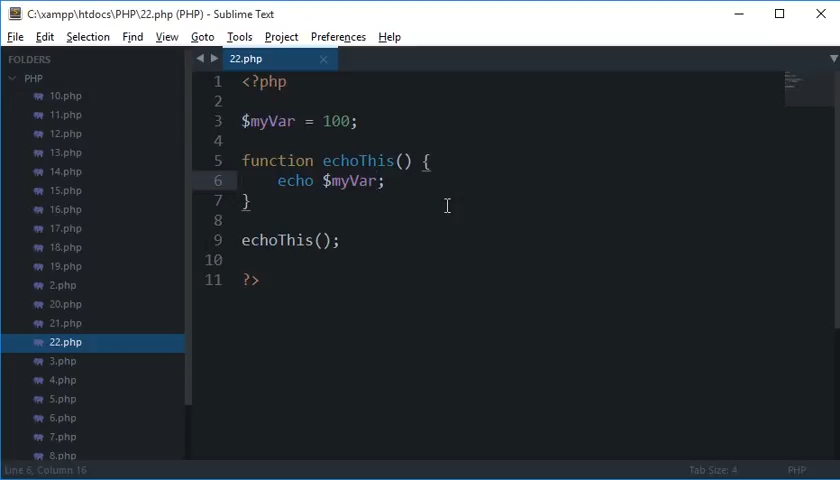 C:\xampp\htdocs\PHP\22.php (PHP) - Sublime Text
File Edit Selection Find View Goto Tools Project Preferences Help
FOLDERS
PHP
10.php
11.php
12.php
13.php
14.php
15.php
16.php
17.php
18.php
19.php
2.php
20.php
21.php
22.php
3.php
4.php
5.php
6.php
7.php
8.php
22.php
1 <?php
2
3 $myVar = 100;
4
5 function echoThis() {
6     echo $myVar;
7 }
8
9 echoThis();
10
11 ?>
Line 6, Column 16 Tab Size: 4 PHP